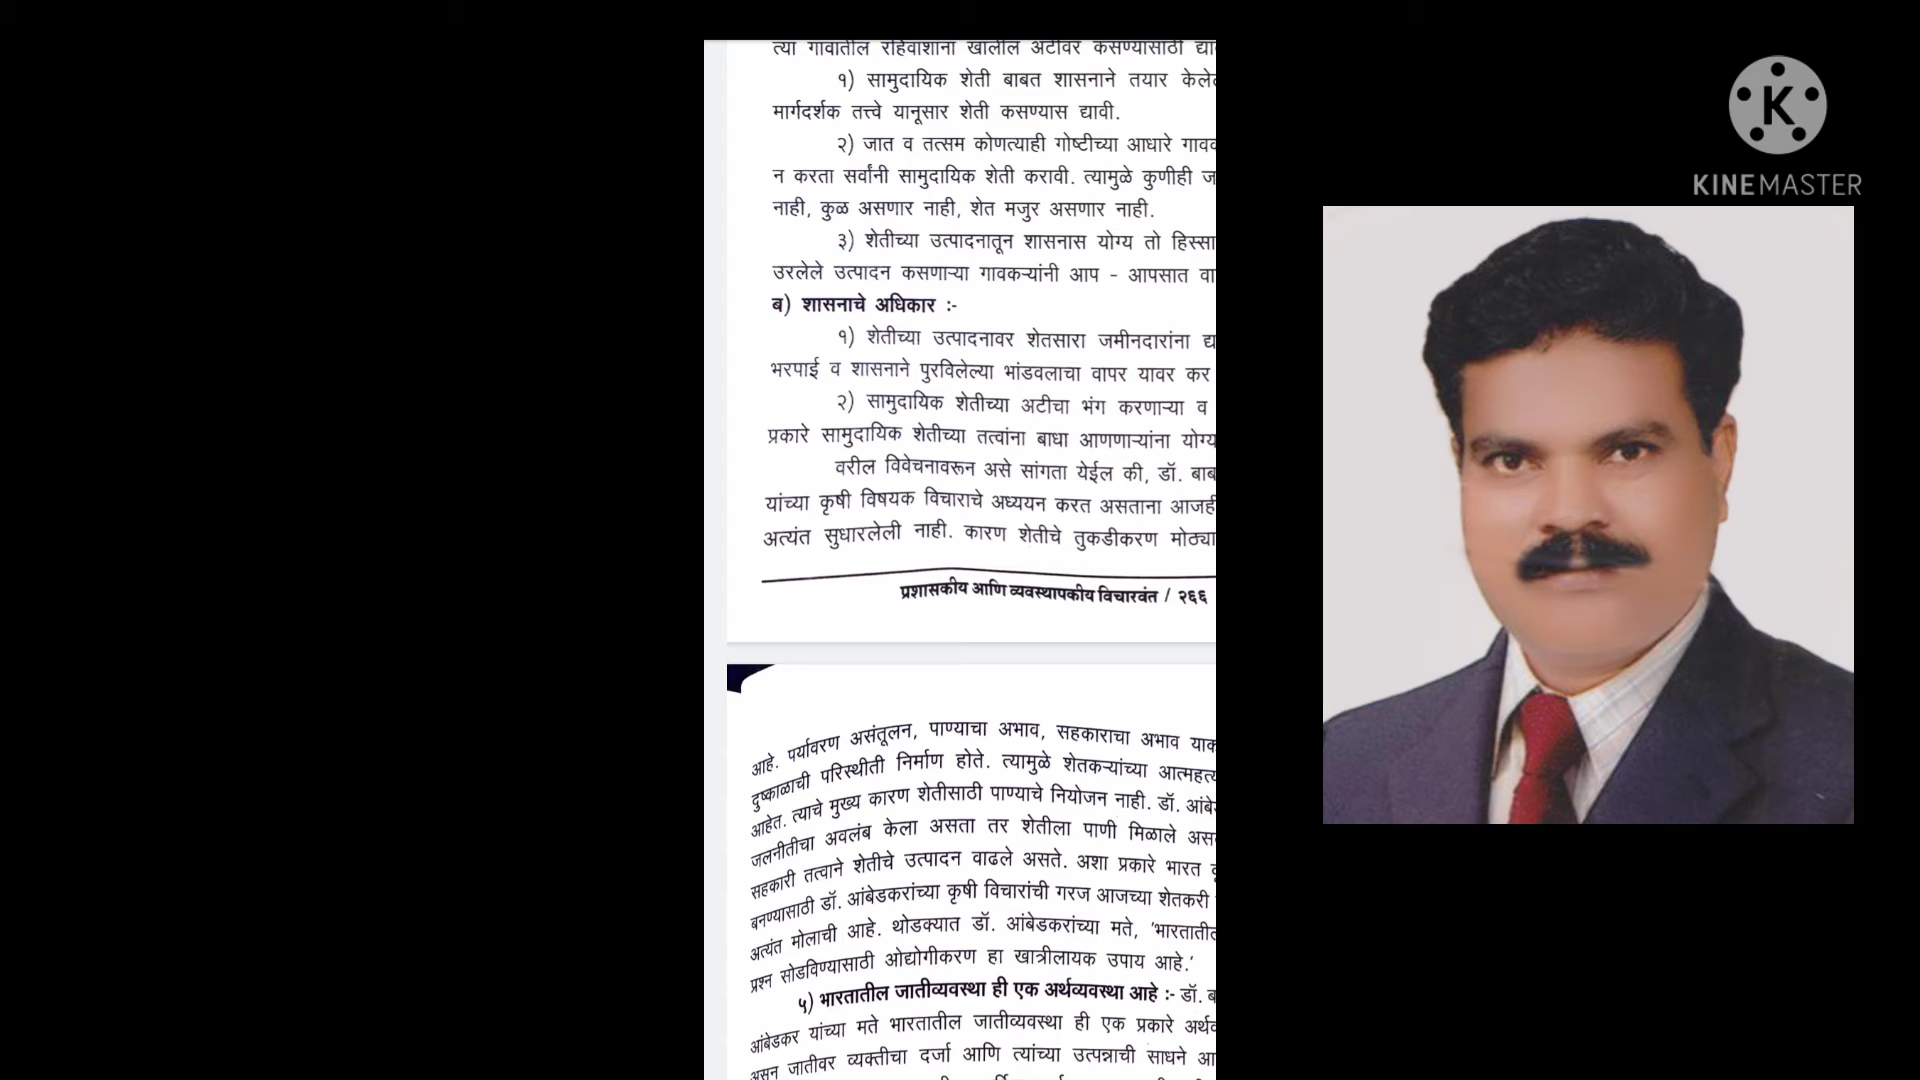 त्या गावातील रहिवाशांना खालील अटींवर कसण्यासाठी
१) सामुदायिक शेती बाबत शासनाने तयार
मार्गदर्शक तत्त्वे यानूसार शेती कसण्यास द्यावी.
२) जात व तत्सम कोणत्याही गोष्टीच्या आधारे
न करता सर्वांनी सामुदायिक शेती करावी. त्यामुळे कुणीही
नाही, कुळ असणार नाही, शेत मजुर असणार नाही.
३) शेतीच्या उत्पादनातून शासनास योग्य तो हिस्सा
उरलेले उत्पादन कसणाऱ्या गावकऱ्यांनी आप - आपसात
ब) शासनाचे अधिकार :-
१) शेतीच्या उत्पादनावर शेतसारा जमीनदारांना
भरपाई व शासनाने पुरविलेल्या भांडवलाचा वापर यावर कर
२) सामुदायिक शेतीच्या अटीचा भंग करणाऱ्या व
प्रकारे सामुदायिक शेतीच्या तत्वांना बाधा आणणाऱ्यांना योग्य
वरील विवेचनावरून असे सांगता येईल की, डॉ.
यांच्या कृषी विषयक विचाराचे अध्ययन करत असताना
अत्यंत सुधारलेली नाही. कारण शेतीचे तुकडीकरण
प्रशासकीय आणि व्यवस्थापकीय विचारवंत / २६६
आहे. पर्यावरण असंतूलन, पाण्याचा अभाव, सहकाराचा अभाव
दुष्काळाची परिस्थीती निर्माण होते. त्यामुळे शेतकऱ्यांच्या
आहेत. त्याचे मुख्य कारण शेतीसाठी पाण्याचे नियोजन नाही. डॉ.
जलनीतीचा अवलंब केला असता तर शेतीला पाणी मिळाले
सहकारी तत्वाने शेतीचे उत्पादन वाढले असते. अशा प्रकारे भारत
बनण्यासाठी डॉ. आंबेडकरांच्या कृषी विचारांची गरज आजच्या शेतकरी
अत्यंत मोलाची आहे. थोडक्यात डॉ. आंबेडकरांच्या मते,
प्रश्न सोडविण्यासाठी ओद्योगीकरण हा खात्रीलायक उपाय आहे.'
५) भारतातील जातीव्यवस्था ही एक अर्थव्यवस्था आहे :- डॉ.
आंबेडकर यांच्या मते भारतातील जातीव्यवस्था ही एक प्रकारे
असून जातीवर व्यक्तीचा दर्जा आणि त्यांच्या उत्पन्नाची साधने
K
KINEMASTER